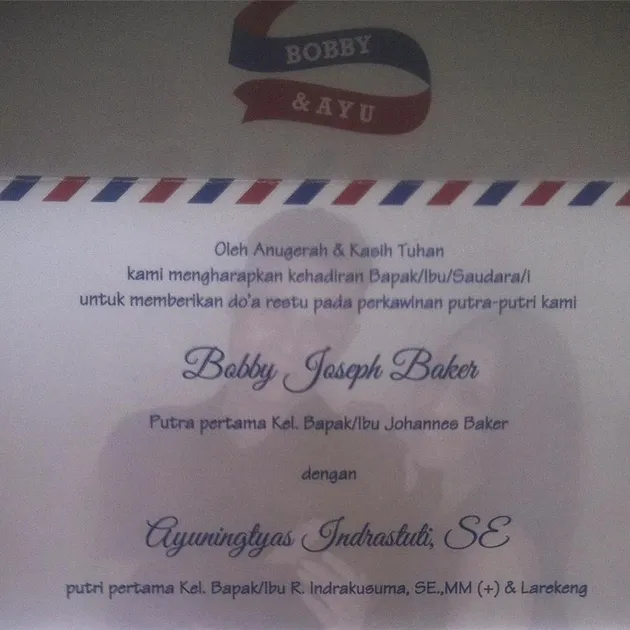 BOBBY
& AYU
Oleh Anugerah & Kasih Tuhan
kami mengharapkan kehadiran Bapak/Ibu/Saudara/i
untuk memberikan do'a restu pada perkawinan putra-putri kami
Bobby Joseph Baker
Putra pertama Kel. Bapak/Ibu Johannes Baker
dengan
Ayuningtyas Indrastuti, SE
putri pertama Kel. Bapak/Ibu R. Indrakusuma, SE.,MM (+) & Larekeng